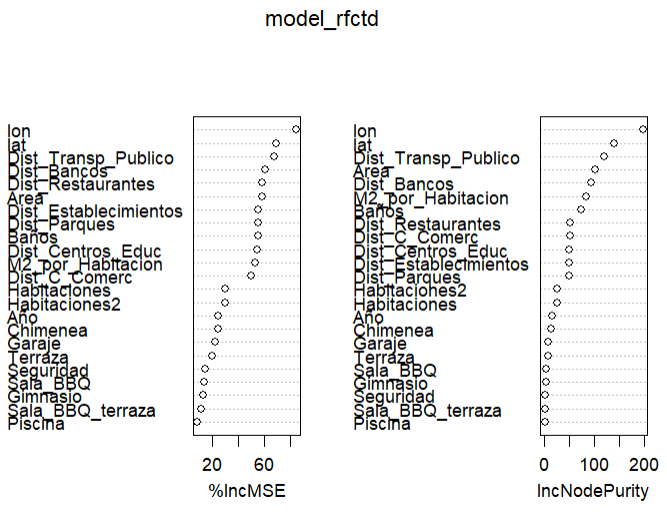 model_rfctd
lon
lat
Dist_Transp_Publico
Dist_Bancos
Dist_Restaurantes
Area
Dist_Establecimientos
Dist_Parques
Baños
Dist_Centros_Educ
M2_por_Habitacion
Dist_C_Comerc
Habitaciones
Habitaciones2
Año
Chimenea
Garaje
Terraza
Seguridad
Sala_BBQ
Gimnasio
Sala_BBQ_terraza
Piscina
20 60
%IncMSE
lon
lat
Dist_Transp_Publico
Area
Dist_Bancos
M2_por_Habitacion
Baños
Dist_Restaurantes
Dist_C_Comerc
Dist_Centros_Educ
Dist_Establecimientos
Dist_Parques
Habitaciones2
Habitaciones
Año
Chimenea
Garaje
Terraza
Sala_BBQ
Gimnasio
Seguridad
Sala_BBQ_terraza
Piscina
0 100 200
IncNodePurity